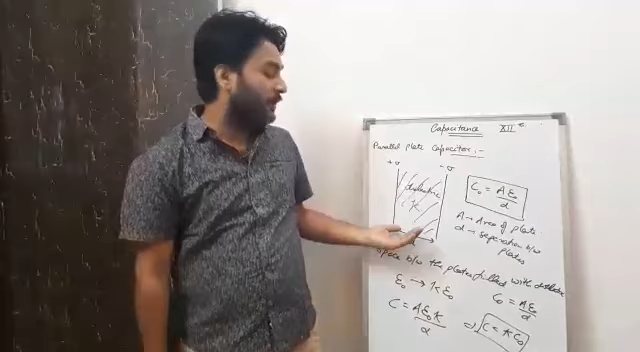 Capacitance XII
Parallel plate Capacitor :-
+σ -σ
dielectric
K
C₀ = Aε₀/d
A → Area of plate
d → Separation b/w
plates
Space b/w the plates filled with dielectric
ε₀ → Kε₀
C = Aε₀K/d
C₀ = Aε₀/d
⇒ C = KC₀